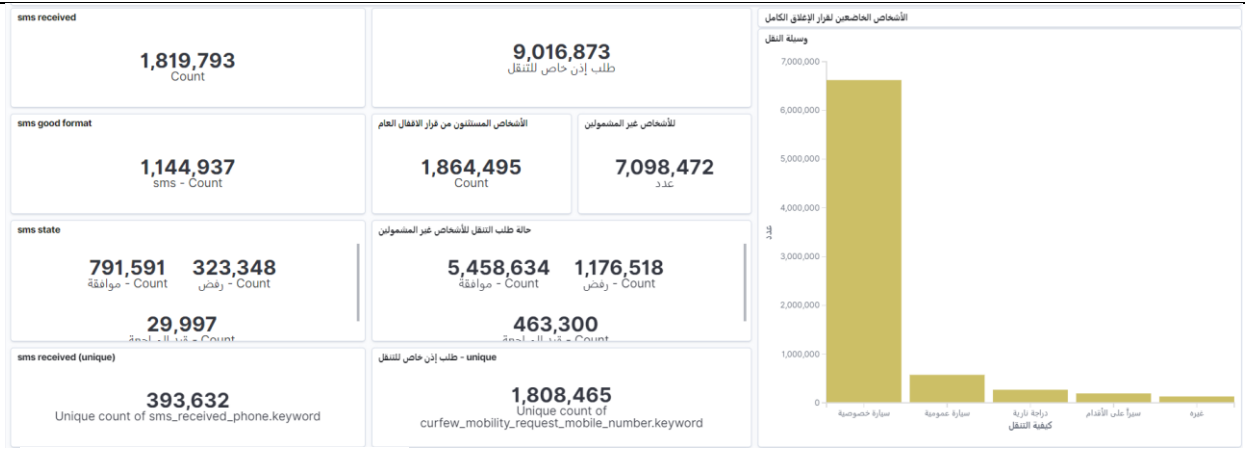 sms received
1,819,793
Count
9,016,873
طلب إذن خاص للتنقل
sms good format
1,144,937
sms - Count
الأشخاص المستثنون من قرار الاقفال العام
1,864,495
Count
للأشخاص غير المشمولين
7,098,472
عدد
sms state
791,591 323,348
Count - موافقة Count - رفض
29,997
Count - قيد المراجعة
حالة طلب التنقل للأشخاص غير المشمولين
5,458,634 1,176,518
Count - موافقة Count - رفض
463,300
Count - قيد المراجعة
sms received (unique)
393,632
Unique count of sms_received_phone.keyword
طلب إذن خاص للتنقل - unique
1,808,465
Unique count of
curfew_mobility_request_mobile_number.keyword
الأشخاص الخاضعين لقرار الإغلاق الكامل
وسيلة النقل
7,000,000
6,000,000
5,000,000
4,000,000
3,000,000
2,000,000
1,000,000
0
عدد
سيارة خصوصية
سيارة عمومية
دراجة نارية
سيراً على الأقدام
غيره
كيفية التنقل